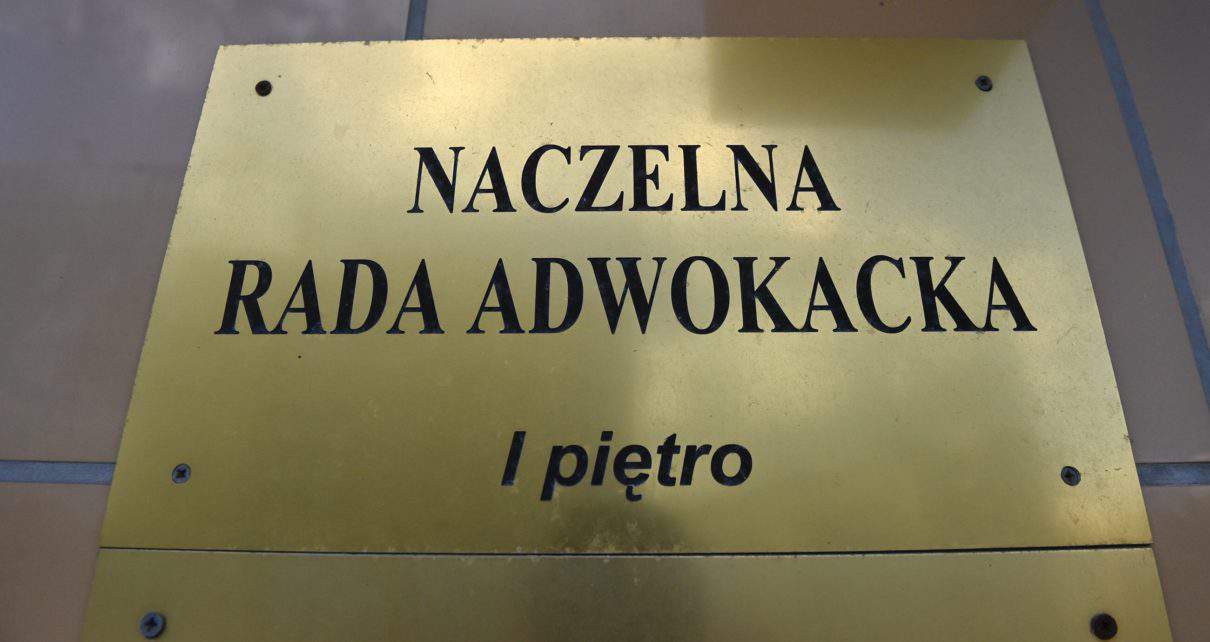 NACZELNA
RADA ADWOKACKA
I piętro